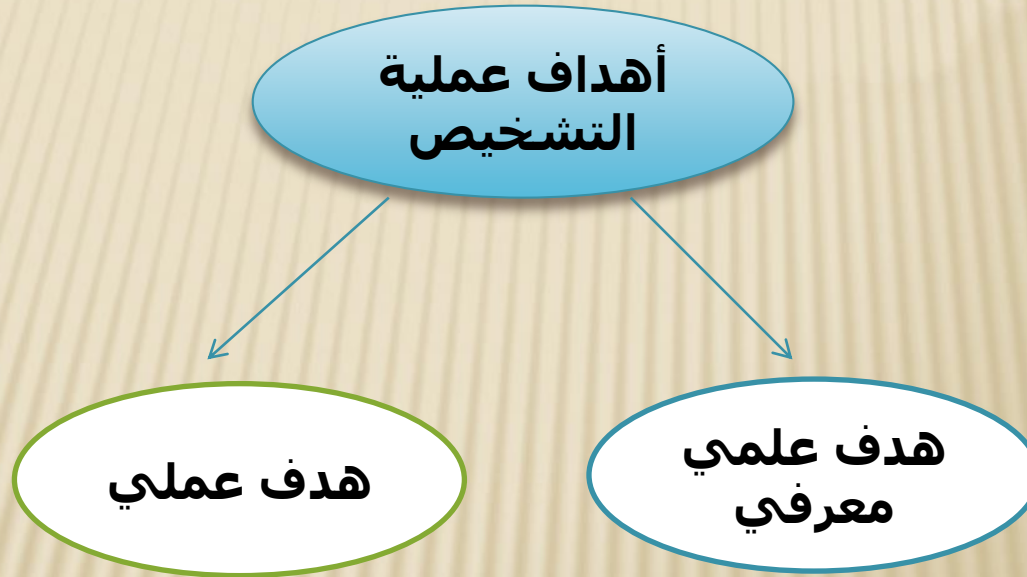 أهداف عملية
التشخيص
هدف علمي
معرفي
هدف عملي